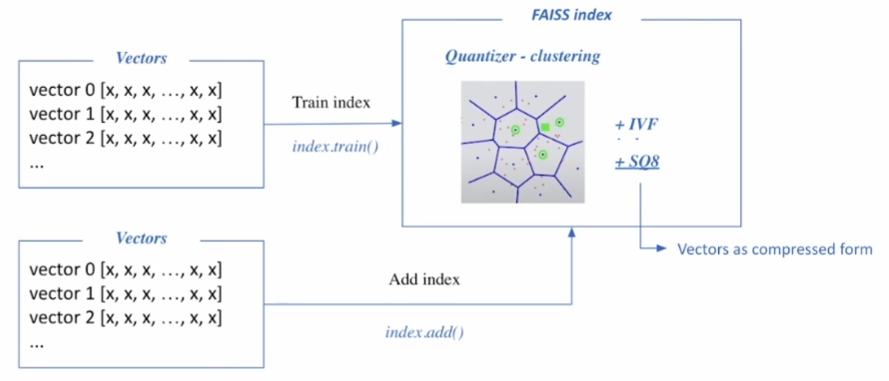 FAISS index
Vectors
Quantizer - clustering
vector 0 [x, x, x, ..., x, x]
vector 1 [x, x, x, ..., x, x]
vector 2 [x, x, x, ..., x, x]
...
Train index
index.train()
+ IVF
+ SQ8
Vectors
vector 0 [x, x, x, ..., x, x]
vector 1 [x, x, x, ..., x, x]
vector 2 [x, x, x, ..., x, x]
...
Add index
index.add()
Vectors as compressed form